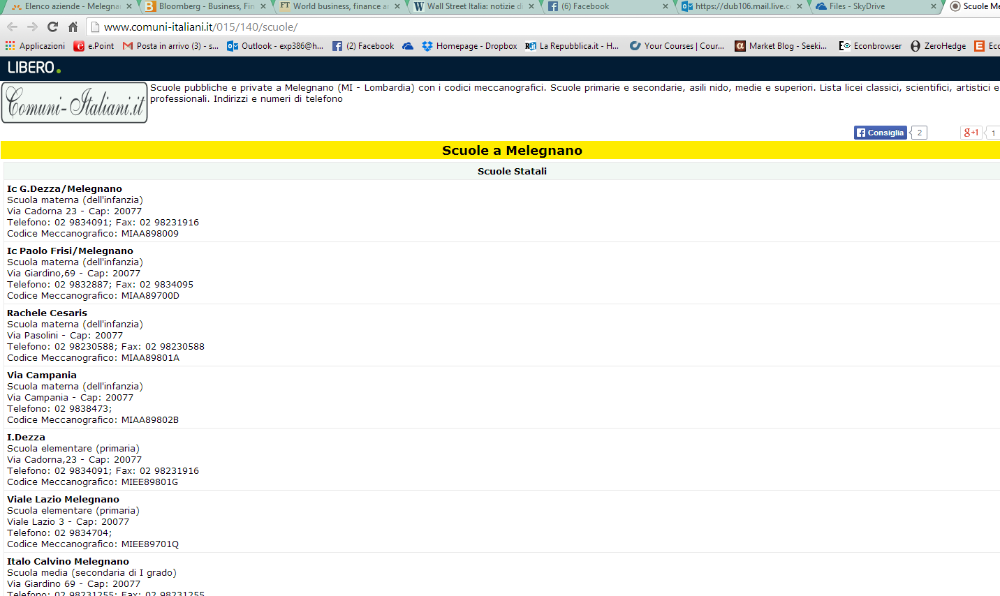 Elenco aziende - Melegna
Bloomberg - Business, Fin
World business, finance a
Wall Street Italia: notizie d
(6) Facebook
https://dub106.mail.live.c
Files - SkyDrive
Scuole Me
www.comuni-italiani.it/015/140/scuole/
Applicazioni
e.Point
Posta in arrivo (3) - s...
Outlook - exp386@h...
(2) Facebook
Homepage - Dropbox
La Repubblica.it - H...
Your Courses | Cour...
Market Blog - Seeki...
Econbrowser
ZeroHedge
Eco
LIBERO
Comuni-Italiani.it
Scuole pubbliche e private a Melegnano (MI - Lombardia) con i codici meccanografici. Scuole primarie e secondarie, asili nido, medie e superiori. Lista licei classici, scientifici, artistici e
professionali. Indirizzi e numeri di telefono
Consiglia 2
g+1 1
Scuole a Melegnano
Scuole Statali
Ic G.Dezza/Melegnano
Scuola materna (dell'infanzia)
Via Cadorna 23 - Cap: 20077
Telefono: 02 9834091; Fax: 02 98231916
Codice Meccanografico: MIAA898009
Ic Paolo Frisi/Melegnano
Scuola materna (dell'infanzia)
Via Giardino,69 - Cap: 20077
Telefono: 02 9832887; Fax: 02 9834095
Codice Meccanografico: MIAA89700D
Rachele Cesaris
Scuola materna (dell'infanzia)
Via Pasolini - Cap: 20077
Telefono: 02 98230588; Fax: 02 98230588
Codice Meccanografico: MIAA89801A
Via Campania
Scuola materna (dell'infanzia)
Via Campania - Cap: 20077
Telefono: 02 9838473;
Codice Meccanografico: MIAA89802B
I.Dezza
Scuola elementare (primaria)
Via Cadorna,23 - Cap: 20077
Telefono: 02 9834091; Fax: 02 98231916
Codice Meccanografico: MIEE89801G
Viale Lazio Melegnano
Scuola elementare (primaria)
Viale Lazio 3 - Cap: 20077
Telefono: 02 9834704;
Codice Meccanografico: MIEE89701Q
Italo Calvino Melegnano
Scuola media (secondaria di I grado)
Via Giardino 69 - Cap: 20077
Telefono: 02 98231255; Fax: 02 98231255